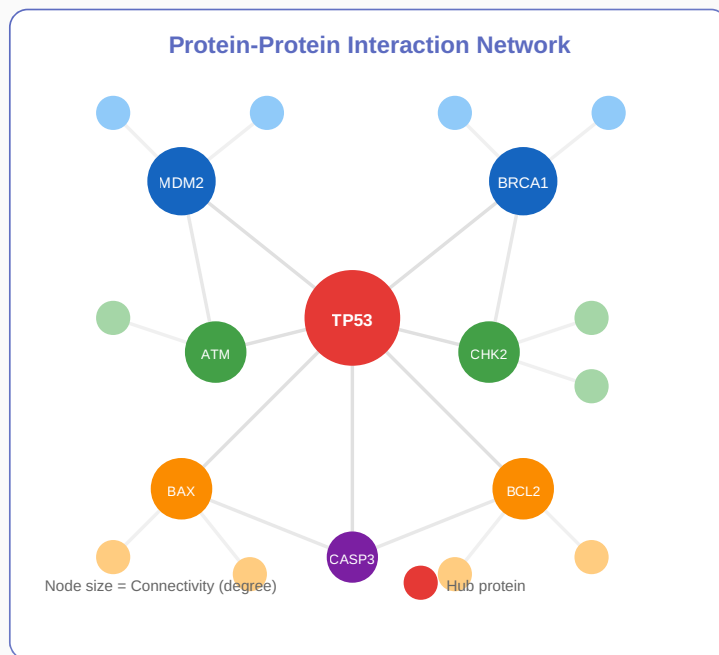 Protein-Protein Interaction Network
MDM2
BRCA1
TP53
ATM
CHK2
BAX
BCL2
CASP3
Node size = Connectivity (degree)
Hub protein